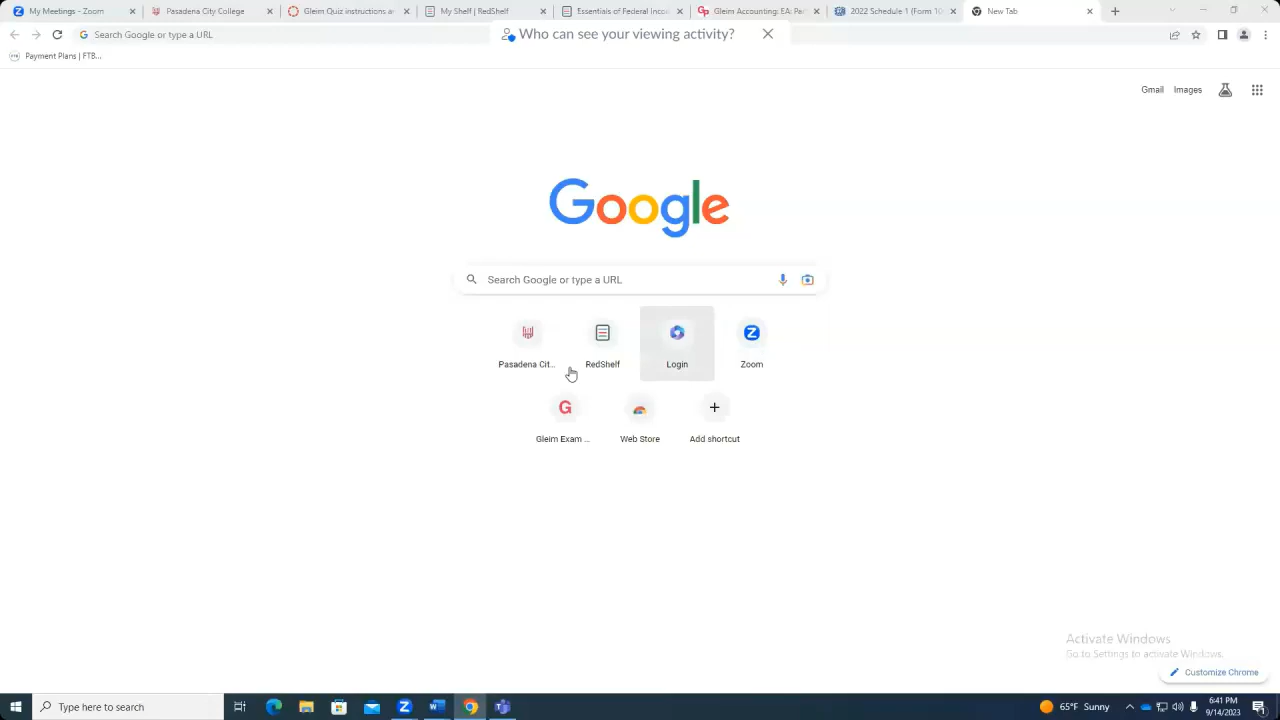 My Meetings - Zoom
Pasadena City College
Gleim Quiz instructions ar
My Shelf | RedShelf
Essentials of Federal Incon
Gleim Accounting: EA: Par
2022 Schedule 1 (Form 10
New Tab
Search Google or type a URL
Who can see your viewing activity?
Payment Plans | FTB...
Gmail
Images
Google
Search Google or type a URL
Pasadena Cit...
RedShelf
Login
Zoom
G
Gleim Exam ...
Web Store
Add shortcut
Activate Windows
Go to Settings to activate Windows.
Customize Chrome
Type here to search
65°F Sunny
6:41 PM
9/14/2023